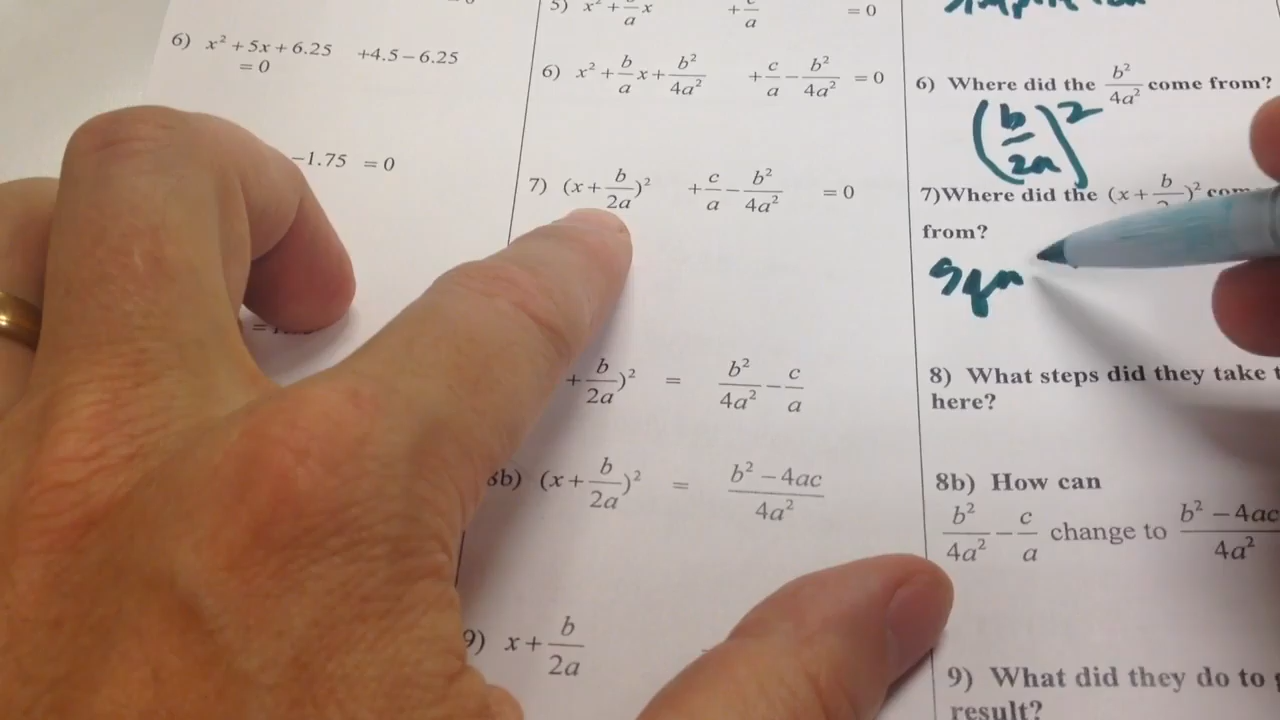 5) x² + b/a x + c/a = 0
6) x² + 5x + 6.25 +4.5 − 6.25
= 0
−1.75 = 0
6) x² + b/a x + b²/4a² + c/a − b²/4a² = 0
7) (x + b/2a)² + c/a − b²/4a² = 0
+ b/2a)² = b²/4a² − c/a
8b) (x + b/2a)² = b² − 4ac/4a²
9) x + b/2a
6) Where did the b²/4a² come from?
(b/2a)²
7)Where did the (x + b/2a)²
from?
squ
8) What steps did they take
here?
8b) How can
b²/4a² − c/a change to b² − 4ac/4a²
9) What did they do to
result?